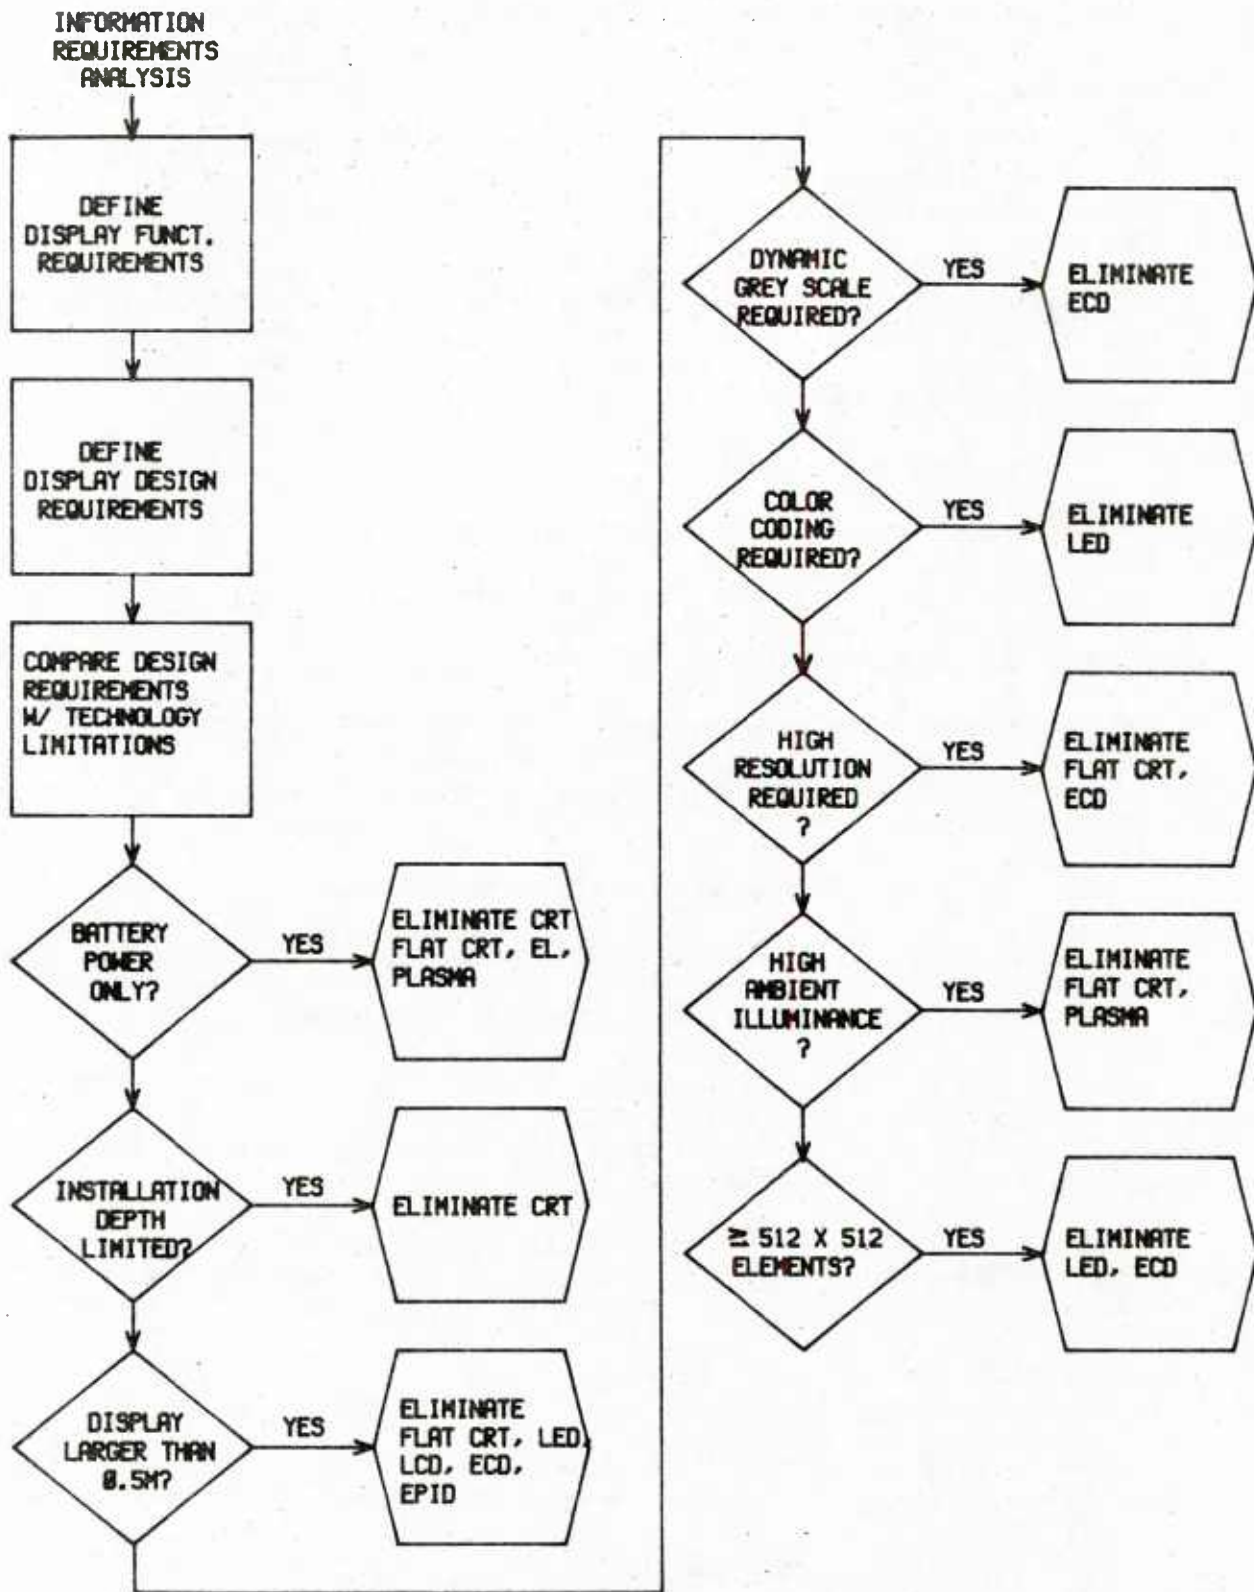 INFORMATION
REQUIREMENTS
ANALYSIS
DEFINE
DISPLAY FUNCT.
REQUIREMENTS
DEFINE
DISPLAY DESIGN
REQUIREMENTS
COMPARE DESIGN
REQUIREMENTS
W/ TECHNOLOGY
LIMITATIONS
BATTERY
POWER
ONLY?
YES
ELIMINATE CRT
FLAT CRT, EL,
PLASMA
INSTALLATION
DEPTH
LIMITED?
YES
ELIMINATE CRT
DISPLAY
LARGER THAN
0.5M?
YES
ELIMINATE
FLAT CRT, LED,
LCD, ECD,
EPID
DYNAMIC
GREY SCALE
REQUIRED?
YES
ELIMINATE
ECD
COLOR
CODING
REQUIRED?
YES
ELIMINATE
LED
HIGH
RESOLUTION
REQUIRED
?
YES
ELIMINATE
FLAT CRT,
ECD
HIGH
AMBIENT
ILLUMINANCE
?
YES
ELIMINATE
FLAT CRT,
PLASMA
≥ 512 X 512
ELEMENTS?
YES
ELIMINATE
LED, ECD